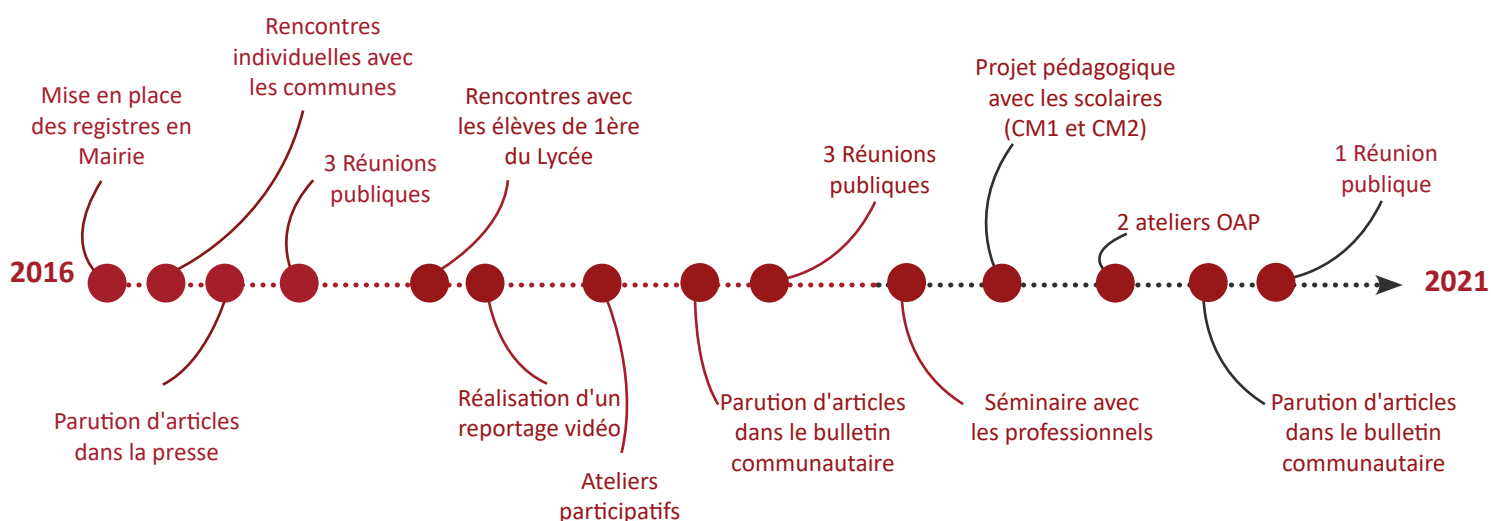 2016
Mise en place
des registres en
Mairie
Rencontres
individuelles avec
les communes
Parution d'articles
dans la presse
3 Réunions
publiques
Rencontres avec
les élèves de 1ère
du Lycée
Réalisation d'un
reportage vidéo
Ateliers
participatifs
Parution d'articles
dans le bulletin
communautaire
3 Réunions
publiques
Séminaire avec
les professionnels
Projet pédagogique
avec les scolaires
(CM1 et CM2)
2 ateliers OAP
Parution d'articles
dans le bulletin
communautaire
1 Réunion
publique
2021